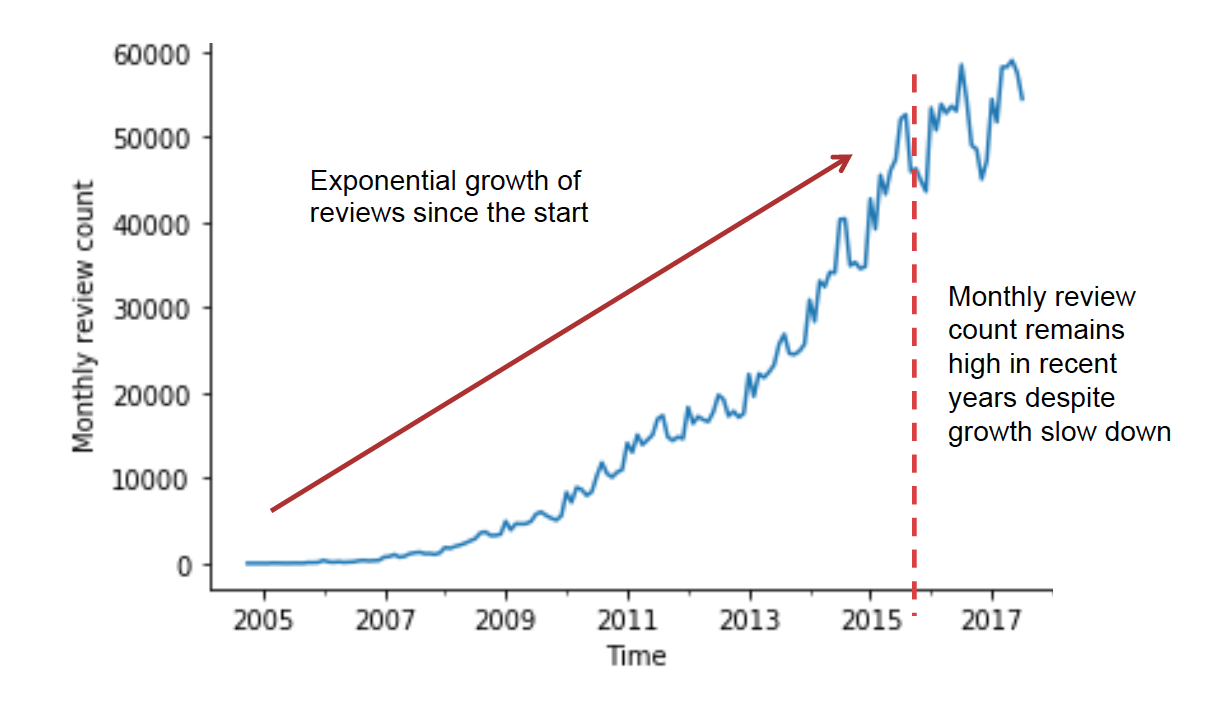 60000
50000
40000
30000
20000
10000
0
Monthly review count
Exponential growth of
reviews since the start
Monthly review
count remains
high in recent
years despite
growth slow down
2005 2007 2009 2011 2013 2015 2017
Time